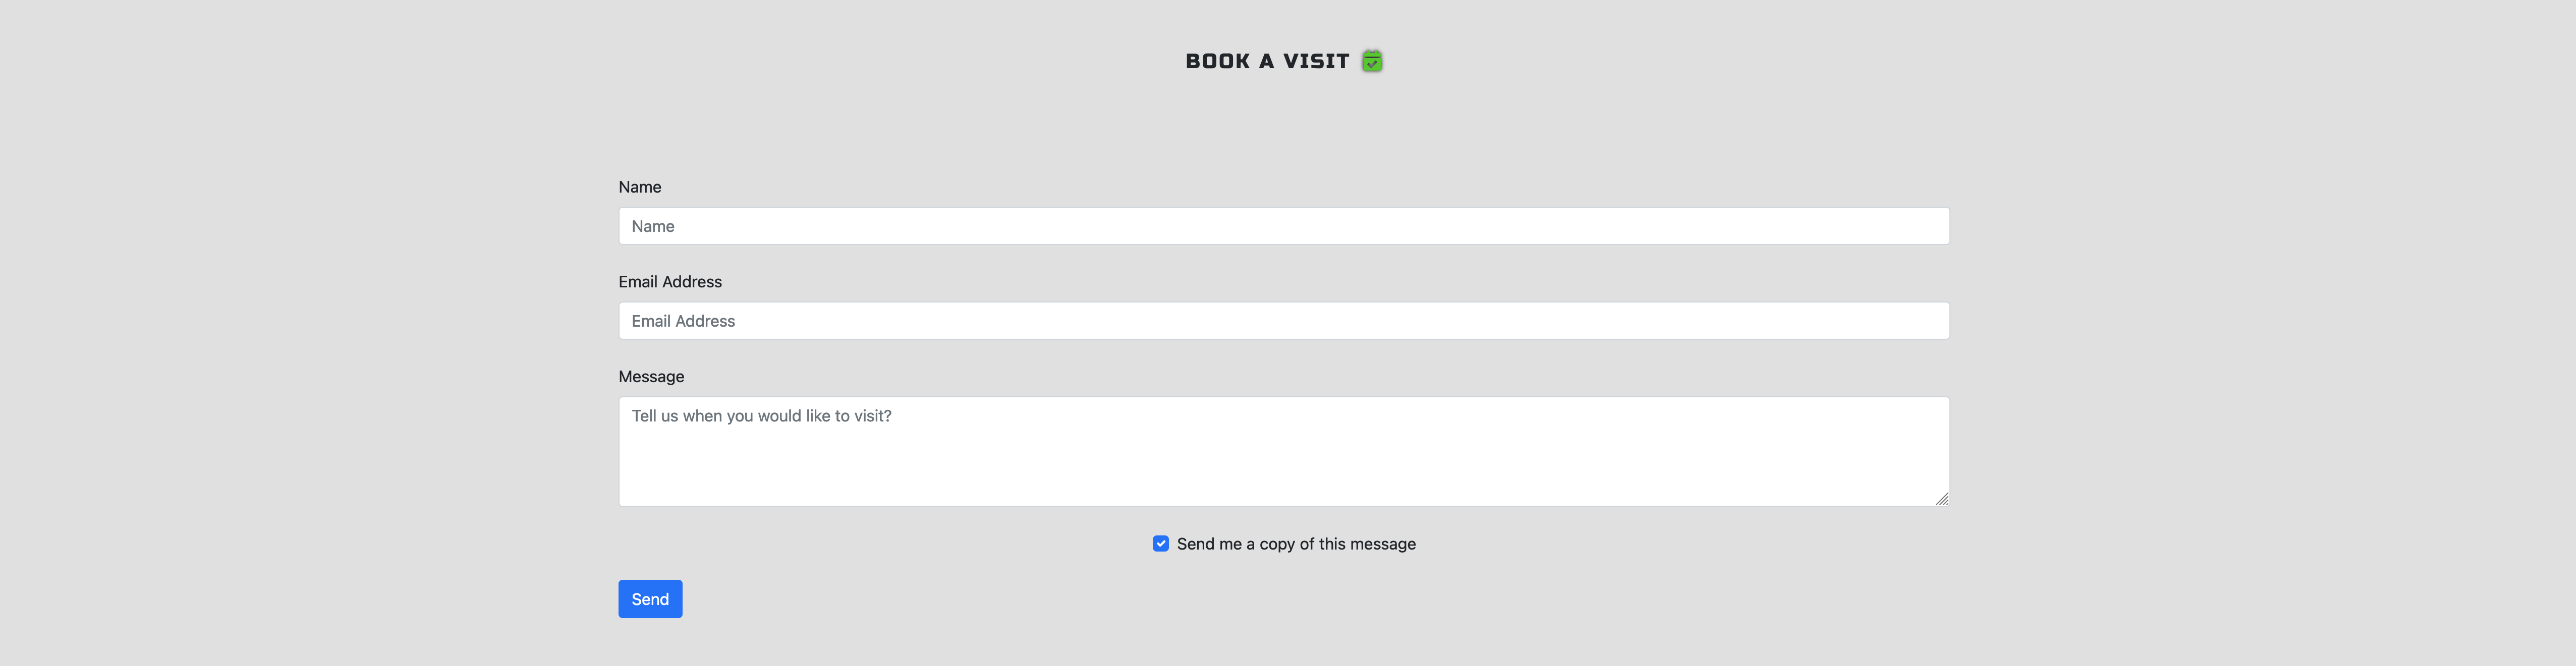 BOOK A VISIT
Name
Name
Email Address
Email Address
Message
Tell us when you would like to visit?
Send me a copy of this message
Send